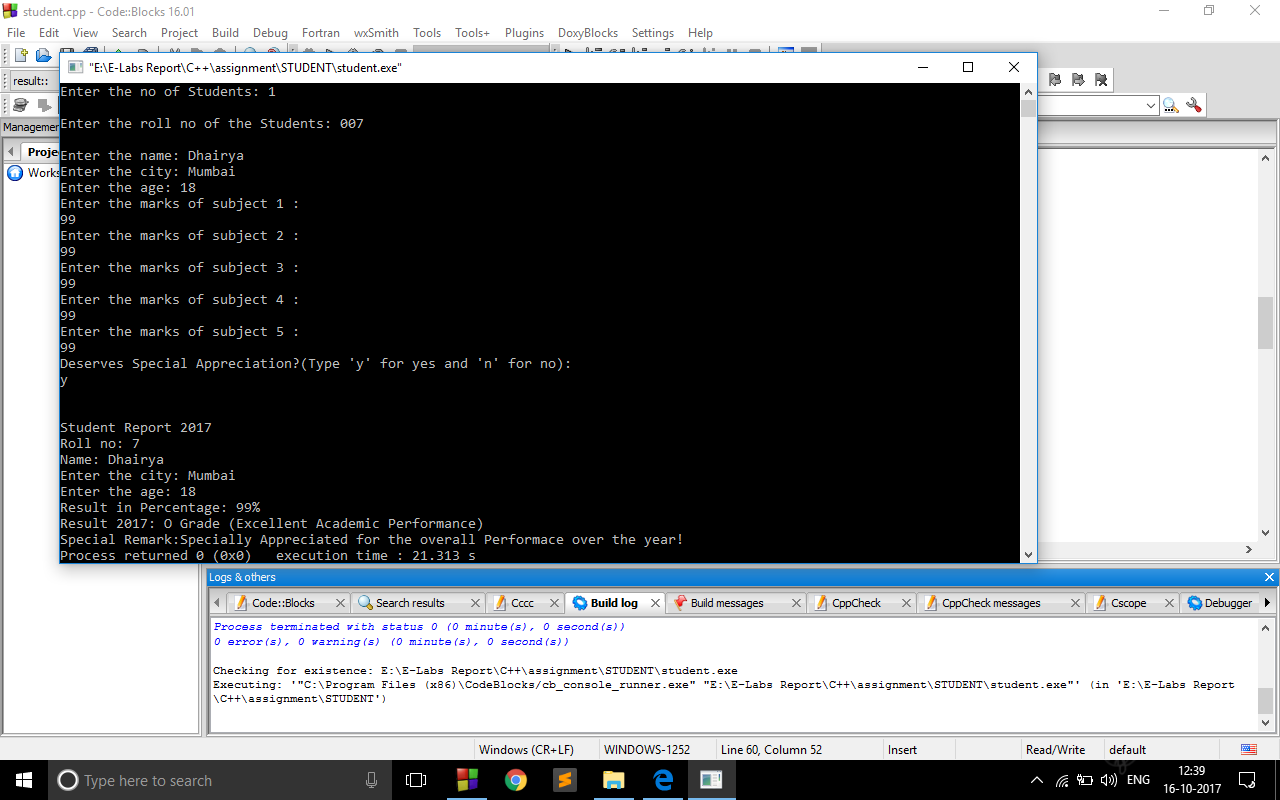 student.cpp - Code::Blocks 16.01
File Edit View Search Project Build Debug Fortran wxSmith Tools Tools+ Plugins DoxyBlocks Settings Help
"E:\E-Labs Report\C++\assignment\STUDENT\student.exe"
result::
Enter the no of Students: 1
Enter the roll no of the Students: 007
Management
Enter the name: Dhairya
Enter the city: Mumbai
Enter the age: 18
Enter the marks of subject 1 :
99
Enter the marks of subject 2 :
99
Enter the marks of subject 3 :
99
Enter the marks of subject 4 :
99
Enter the marks of subject 5 :
99
Deserves Special Appreciation?(Type 'y' for yes and 'n' for no):
y
Student Report 2017
Roll no: 7
Name: Dhairya
Enter the city: Mumbai
Enter the age: 18
Result in Percentage: 99%
Result 2017: O Grade (Excellent Academic Performance)
Special Remark:Specially Appreciated for the overall Performace over the year!
Process returned 0 (0x0)   execution time : 21.313 s
Logs & others
Code::Blocks Search results Cccc Build log Build messages CppCheck CppCheck messages Cscope Debugger
Process terminated with status 0 (0 minute(s), 0 second(s))
0 error(s), 0 warning(s) (0 minute(s), 0 second(s))
Checking for existence: E:\E-Labs Report\C++\assignment\STUDENT\student.exe
Executing: '"C:\Program Files (x86)\CodeBlocks/cb_console_runner.exe" "E:\E-Labs Report\C++\assignment\STUDENT\student.exe"' (in 'E:\E-Labs Report
\C++\assignment\STUDENT')
Windows (CR+LF) WINDOWS-1252 Line 60, Column 52 Insert Read/Write default
Type here to search
ENG
12:39
16-10-2017